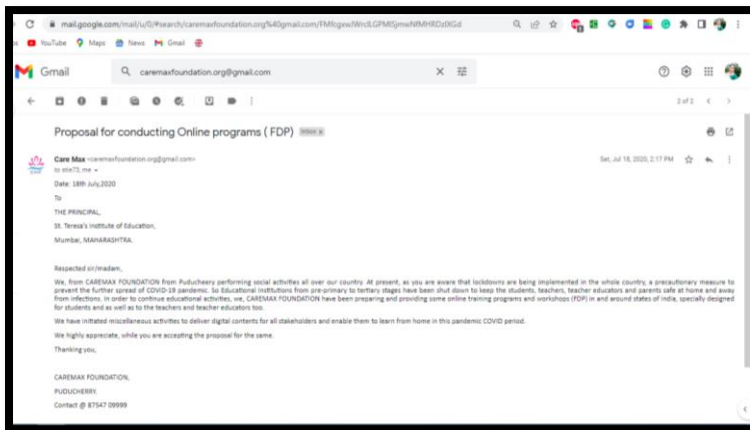 mail.google.com/mail/u/0/#search/caremaxfoundation.org%40gmail.com/
YouTube Maps News Gmail
Gmail
caremaxfoundation.org@gmail.com
2 of 2
Proposal for conducting Online programs ( FDP) Inbox x
Care Max <caremaxfoundation.org@gmail.com>
Sat, Jul 18, 2020, 2:17 PM
to stie73, me
Date: 18th July,2020
To
THE PRINCIPAL,
St. Teresa's Institute of Education,
Mumbai, MAHARASHTRA.
Respected sir/madam,
We, from CAREMAX FOUNDATION from Puducheery performing social activities all over our country. At present, as you are aware that lockdowns are being implemented in the whole country, a precautionary measure to
prevent the further spread of COVID-19 pandemic. So Educational Institutions from pre-primary to tertiary stages have been shut down to keep the students, teachers, teacher educators and parents safe at home and away
from infections. In order to continue educational activities, we, CAREMAX FOUNDATION have been preparing and providing some online training programs and workshops (FDP) in and around states of india, specially designed
for students and as well as to the teachers and teacher educators too.
We have initiated miscellaneous activities to deliver digital contents for all stakeholders and enable them to learn from home in this pandemic COVID period.
We highly appreciate, while you are accepting the proposal for the same.
Thanking you,
CAREMAX FOUNDATION,
PUDUCHERRY.
Contact @ 87547 09999